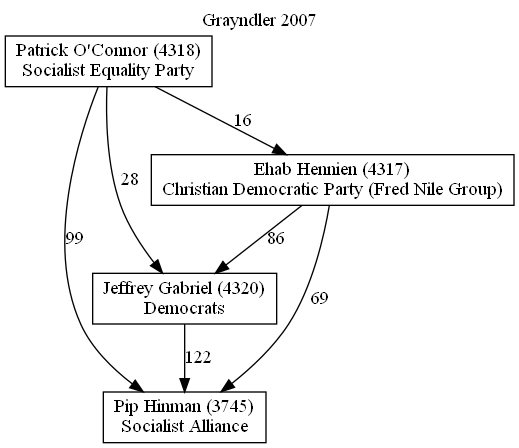 Grayndler 2007
Patrick O'Connor (4318)
Socialist Equality Party
16
Ehab Hennien (4317)
Christian Democratic Party (Fred Nile Group)
28
99
86
69
Jeffrey Gabriel (4320)
Democrats
122
Pip Hinman (3745)
Socialist Alliance